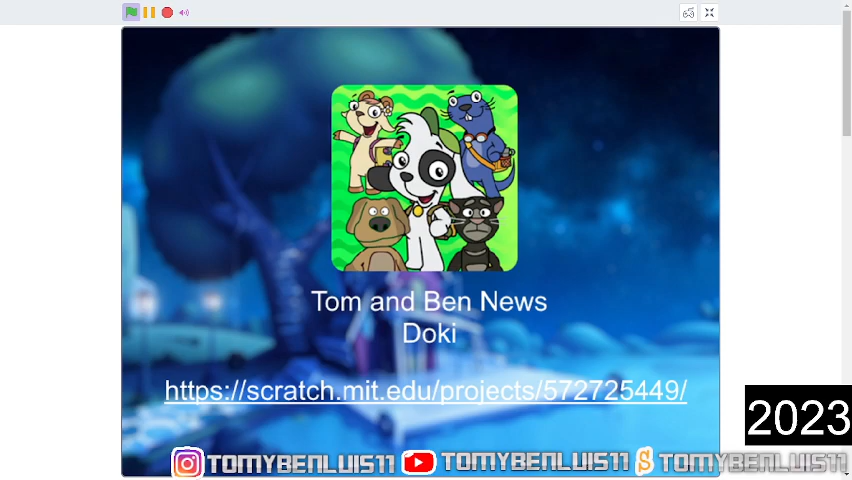 Tom and Ben News
Doki
https://scratch.mit.edu/projects/572725449/
2023
TOMYBENLUIS11 TOMYBENLUIS11 TOMYBENLUIS11